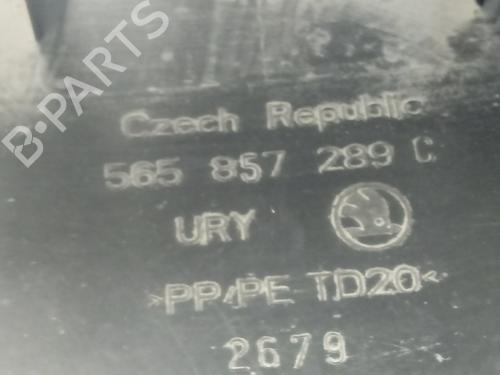 B-PARTS
Czech Republic
565 857 289 C
URY
>PP/PE TD20<
2679